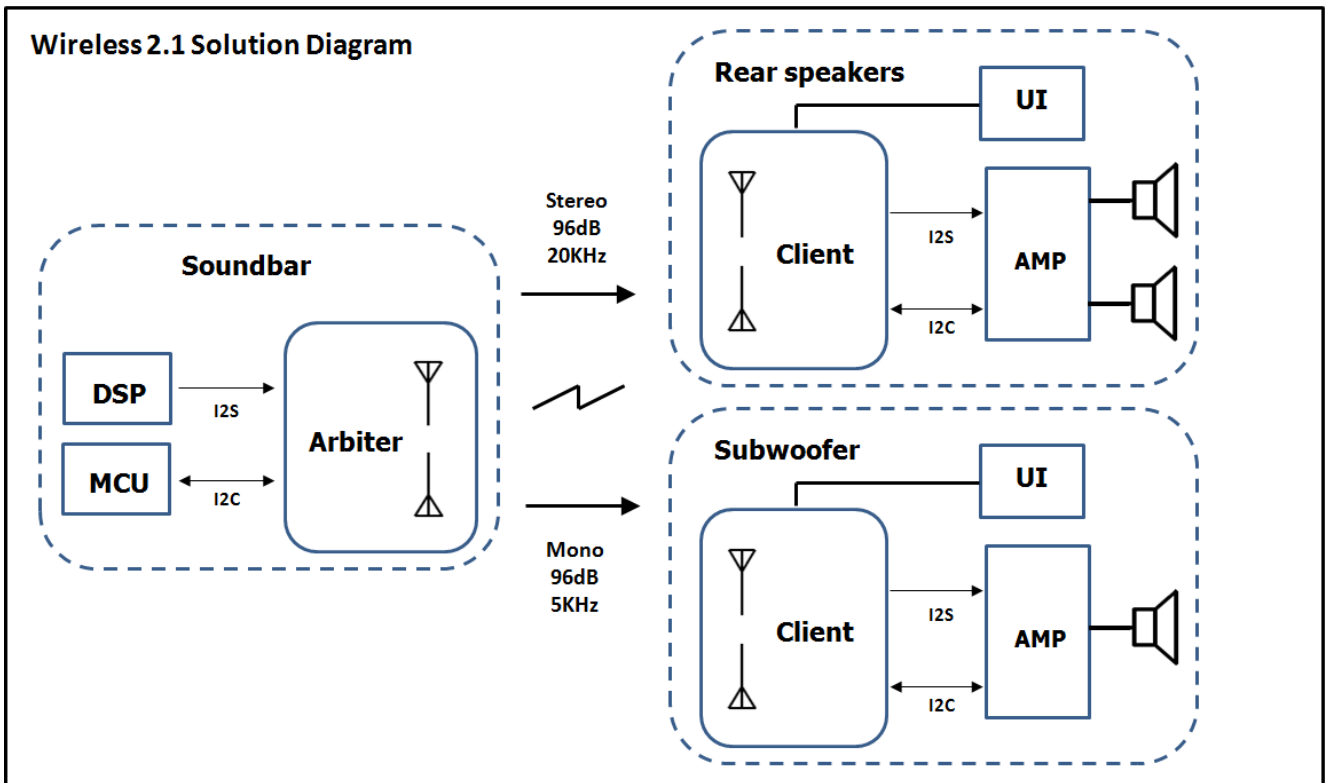 Wireless 2.1 Solution Diagram
Soundbar
DSP
I2S
MCU
I2C
Arbiter
Stereo
96dB
20KHz
Mono
96dB
5KHz
Rear speakers
UI
Client
I2S
I2C
AMP
Subwoofer
UI
Client
I2S
I2C
AMP